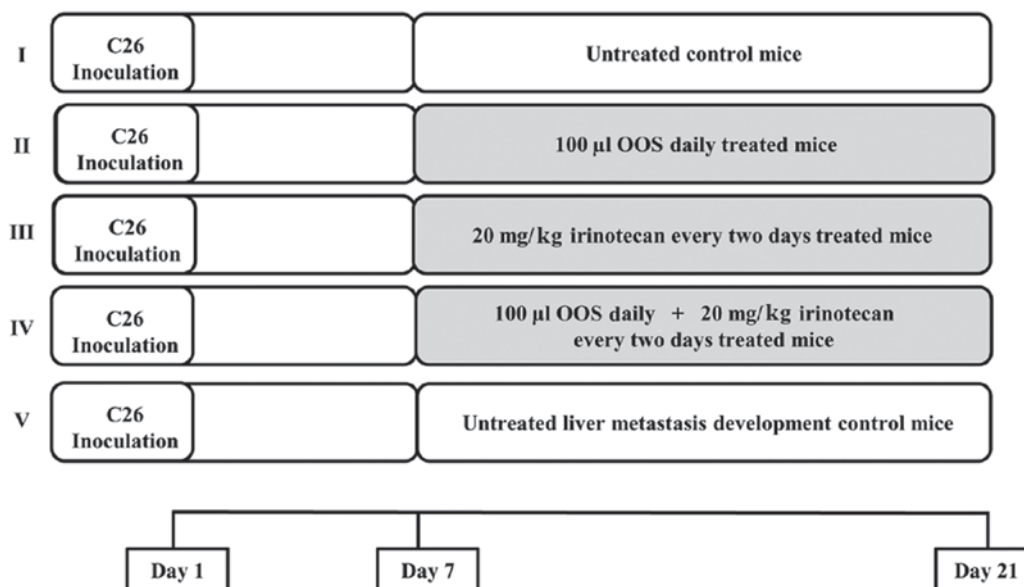 I
C26
Inoculation
Untreated control mice
II
C26
Inoculation
100 µl OOS daily treated mice
III
C26
Inoculation
20 mg/kg irinotecan every two days treated mice
IV
C26
Inoculation
100 µl OOS daily + 20 mg/kg irinotecan
every two days treated mice
V
C26
Inoculation
Untreated liver metastasis development control mice
Day 1
Day 7
Day 21